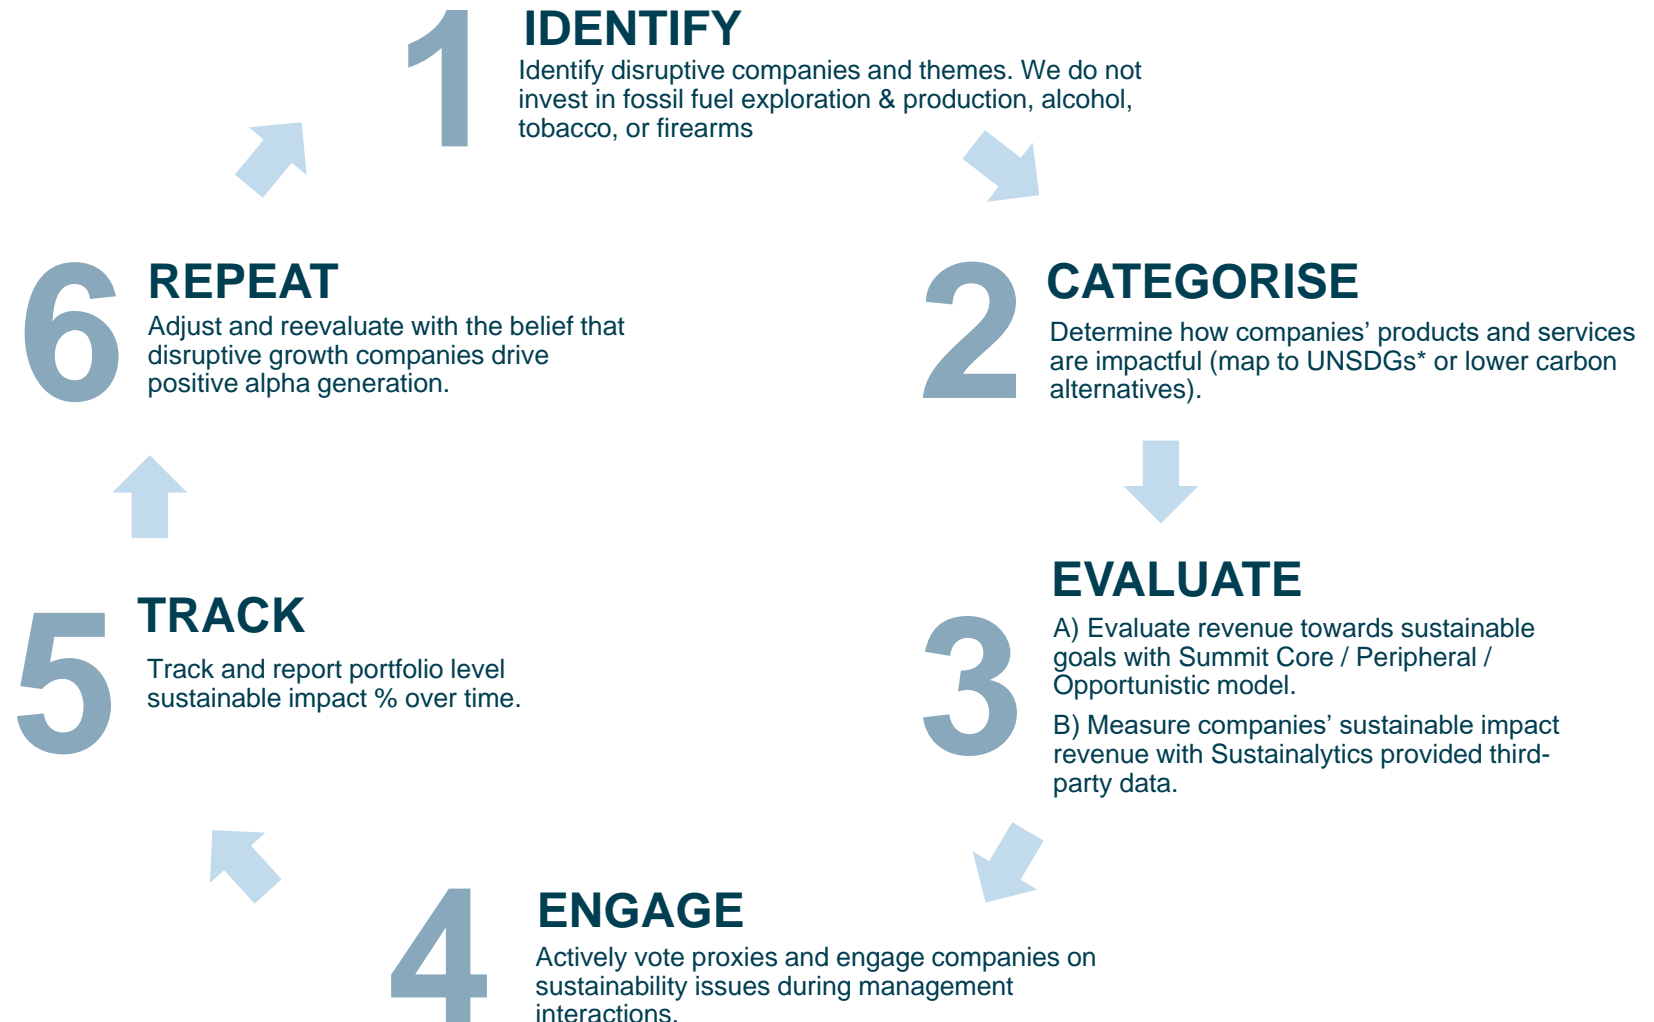 1
IDENTIFY
Identify disruptive companies and themes. We do not
invest in fossil fuel exploration & production, alcohol,
tobacco, or firearms
2
CATEGORISE
Determine how companies’ products and services
are impactful (map to UNSDGs* or lower carbon
alternatives).
3
EVALUATE
A) Evaluate revenue towards sustainable
goals with Summit Core / Peripheral /
Opportunistic model.
B) Measure companies’ sustainable impact
revenue with Sustainalytics provided third-
party data.
4
ENGAGE
Actively vote proxies and engage companies on
sustainability issues during management
interactions.
5
TRACK
Track and report portfolio level
sustainable impact % over time.
6
REPEAT
Adjust and reevaluate with the belief that
disruptive growth companies drive
positive alpha generation.